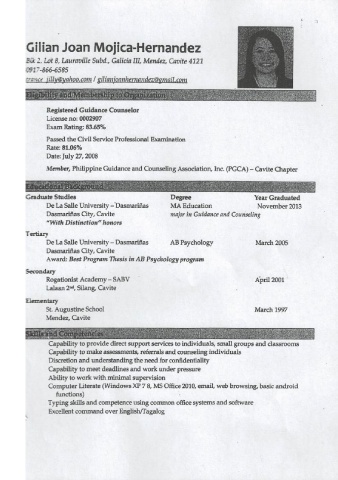 Gilian Joan Mojica-Hernandez
Blk 2. Lot 8, Laureville Subd., Galicia III, Mendez, Cavite 4121
0917-866-6585
/ gilianjoanhernandez@gmail.com
Eligibility and Membership to Organization
Registered Guidance Counselor
License no: 0002907
Exam Rating: 83.65%
Passed the Civil Service Professional Examination
Rate: 81.06%
Date: July 27, 2008
Member, Philippine Guidance and Counseling Association, Inc. (PGCA) – Cavite Chapter
Educational Background
Graduate Studies Degree Year Graduated
De La Salle University – Dasmariñas MA Education November 2013
Dasmariñas City, Cavite major in Guidance and Counseling
"With Distinction" honors
Tertiary
De La Salle University – Dasmariñas AB Psychology March 2005
Dasmariñas City, Cavite
Award: Best Program Thesis in AB Psychology program
Secondary
Rogationist Academy – SABV April 2001
Lalaan 2nd, Silang, Cavite
Elementary
St. Augustine School March 1997
Mendez, Cavite
Skills and Competencies
Capability to provide direct support services to individuals, small groups and classrooms
Capability to make assessments, referrals and counseling individuals
Discretion and understanding the need for confidentiality
Capability to meet deadlines and work under pressure
Ability to work with minimal supervision
Computer Literate (Windows XP 7 8, MS Office 2010, email, web browsing, basic android
functions)
Typing skills and competence using common office systems and software
Excellent command over English/Tagalog